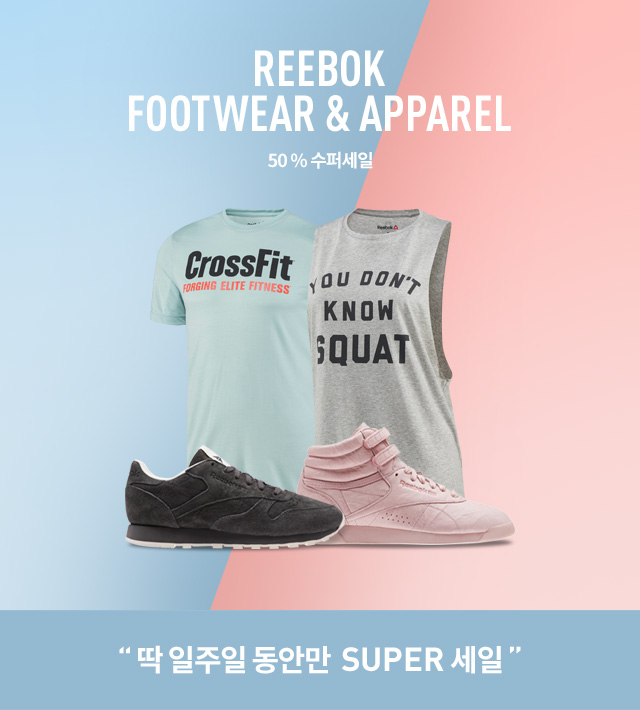 REEBOK
FOOTWEAR & APPAREL
50 % 수퍼세일
Reebok
CrossFit
FORGING ELITE FITNESS
YOU DON'T
KNOW
SQUAT
“ 딱 일주일 동안만 SUPER 세일 ”